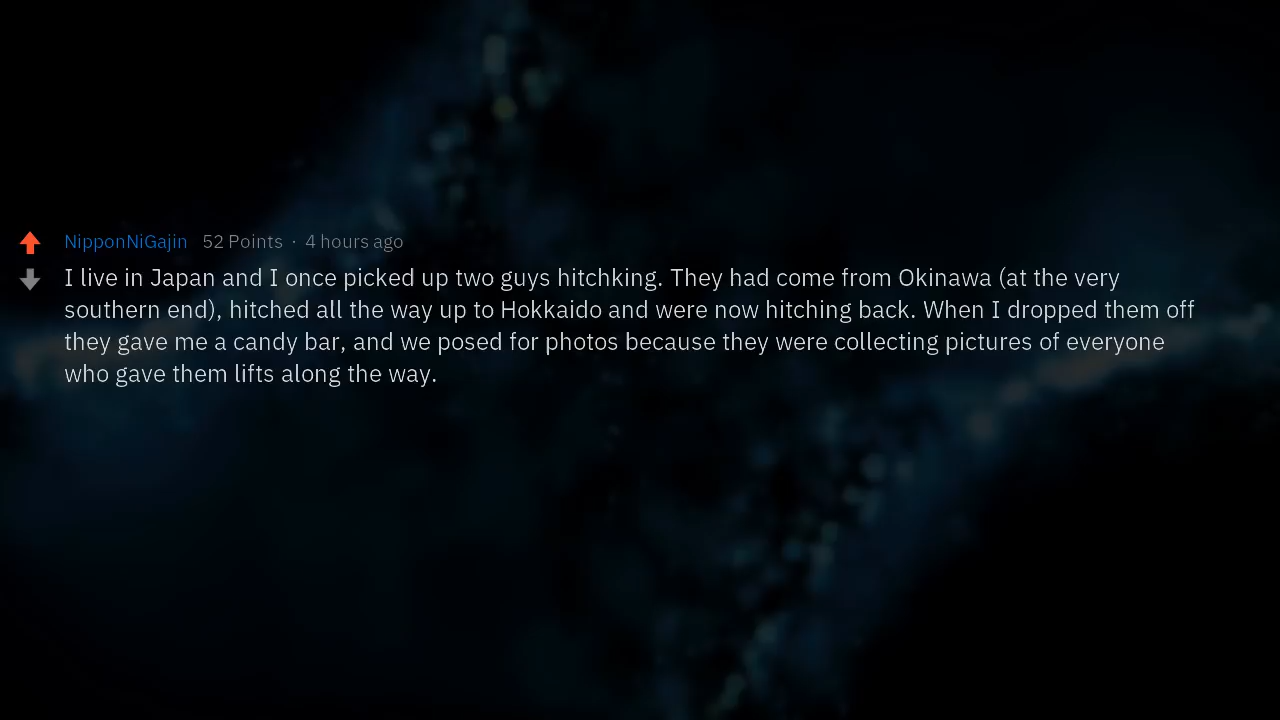 NipponNiGajin 52 Points · 4 hours ago
I live in Japan and I once picked up two guys hitchking. They had come from Okinawa (at the very
southern end), hitched all the way up to Hokkaido and were now hitching back. When I dropped them off
they gave me a candy bar, and we posed for photos because they were collecting pictures of everyone
who gave them lifts along the way.